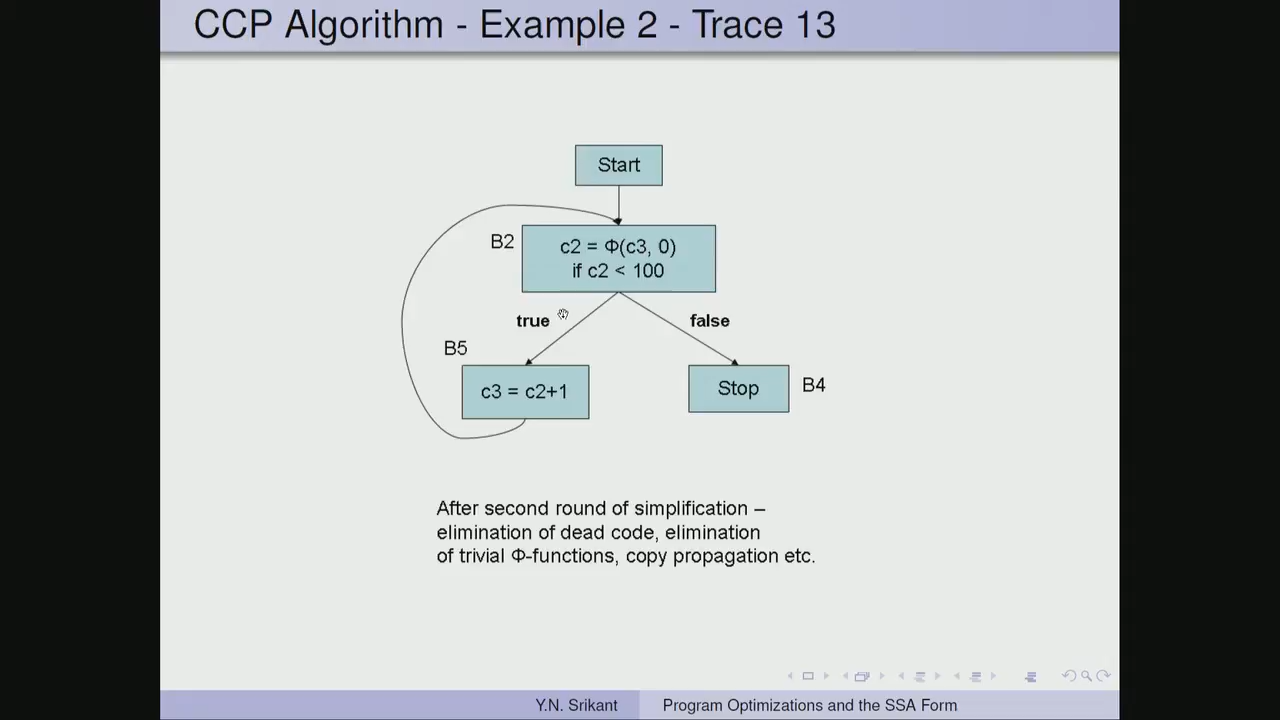 CCP Algorithm - Example 2 - Trace 13
Start
B2
c2 = Φ(c3, 0)
if c2 < 100
true
false
B5
c3 = c2+1
Stop
B4
After second round of simplification –
elimination of dead code, elimination
of trivial Φ-functions, copy propagation etc.
Y.N. Srikant
Program Optimizations and the SSA Form